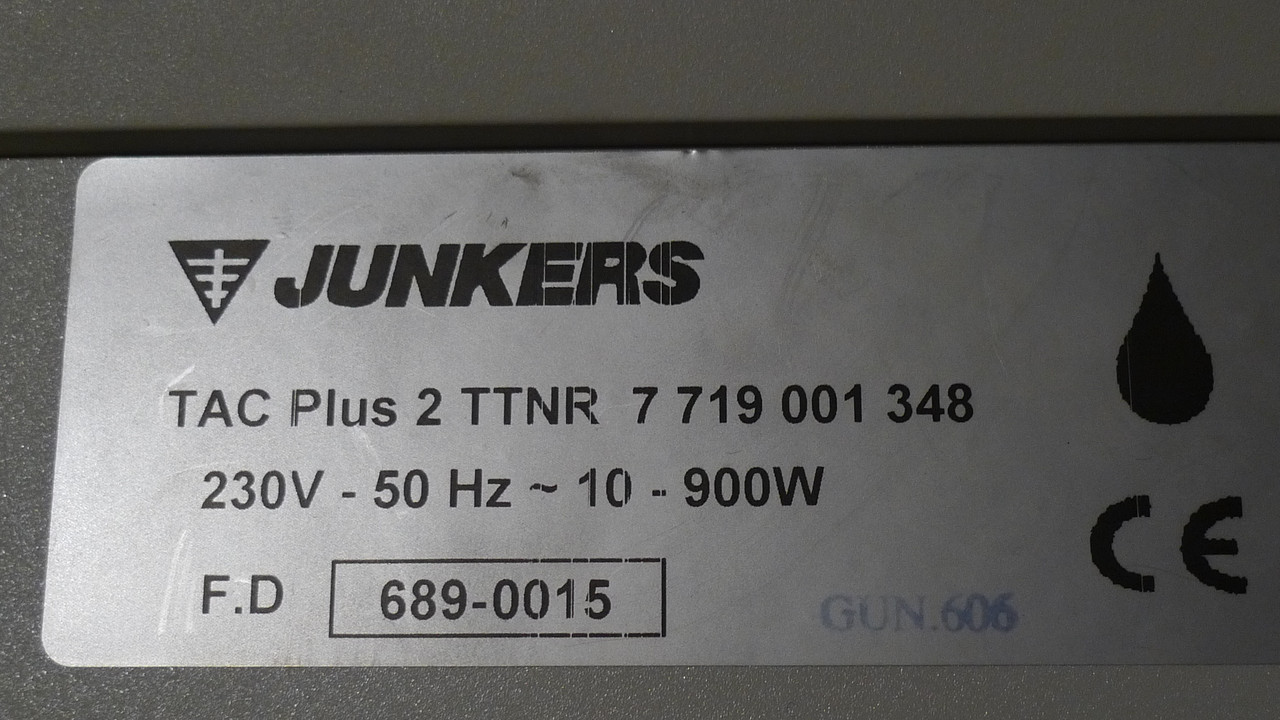 JUNKERS
TAC Plus 2 TTNR 7 719 001 348
230V - 50 Hz ~ 10 - 900W
F.D 689-0015
GUN.606
CE